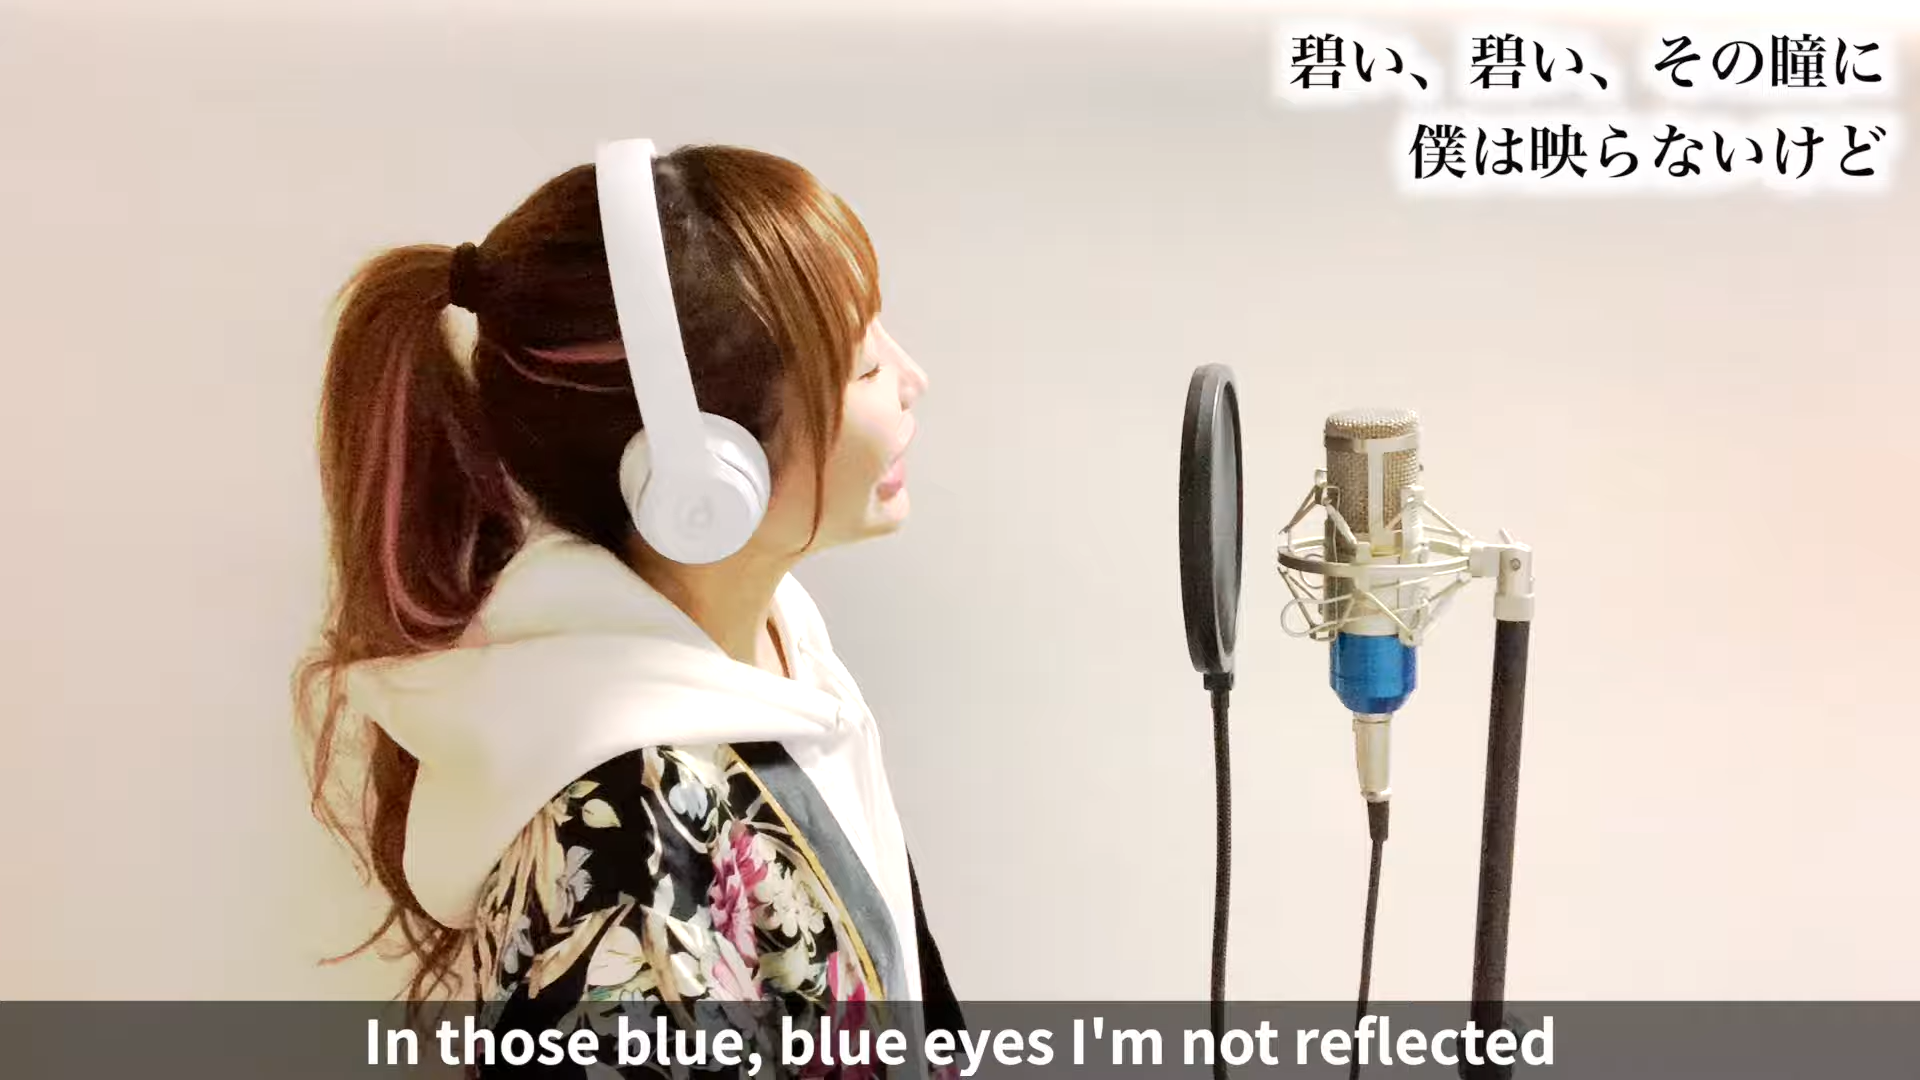 碧い、碧い、その瞳に
僕は映らないけど
In those blue, blue eyes I'm not reflected